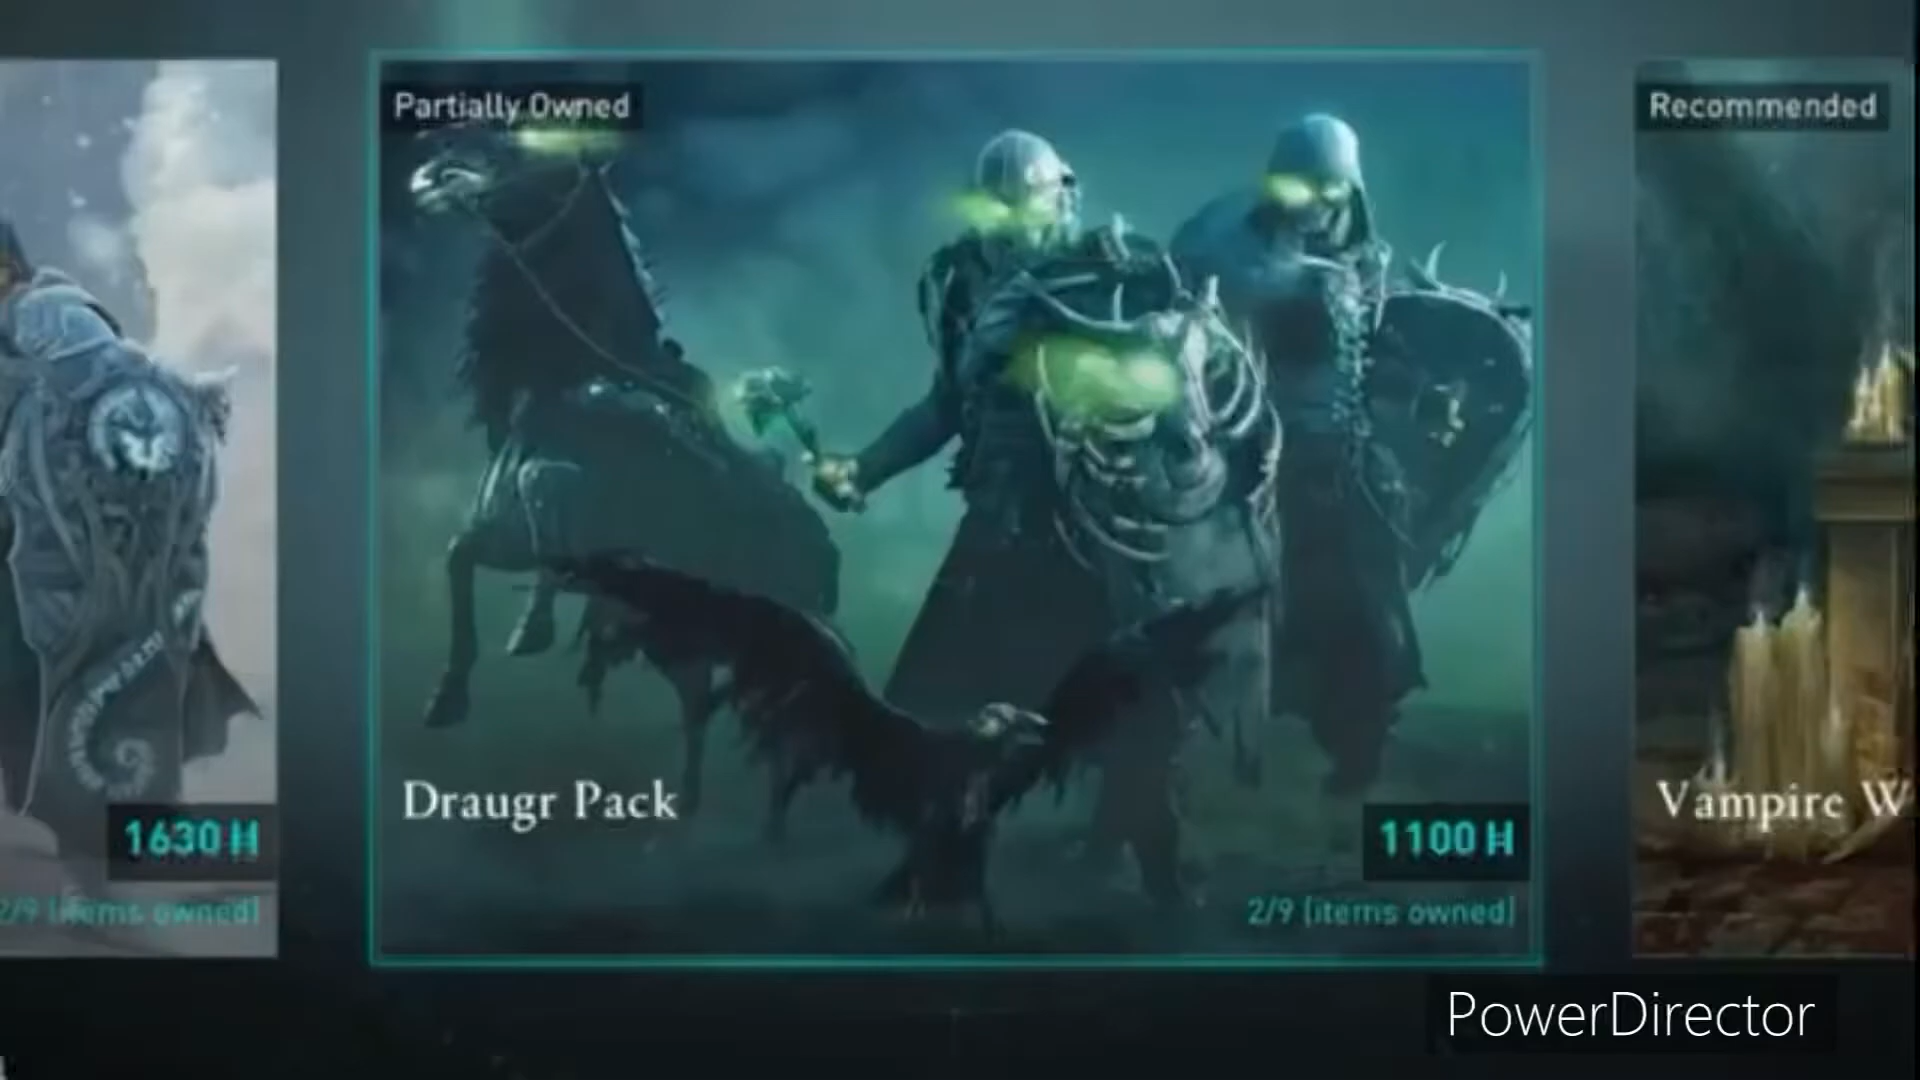 Partially Owned
Recommended
Draugr Pack
Vampire W
1630
1100
2/9 (items owned)
2/9 (items owned)
PowerDirector